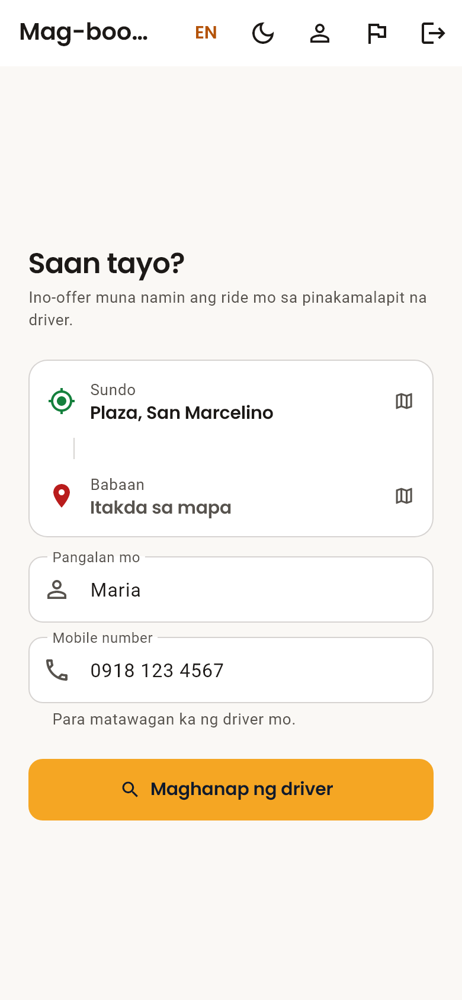 Mag-boo...
EN
Saan tayo?
Ino-offer muna namin ang ride mo sa pinakamalapit na
driver.
Sundo
Plaza, San Marcelino
Babaan
Itakda sa mapa
Pangalan mo
Maria
Mobile number
0918 123 4567
Para matawagan ka ng driver mo.
Maghanap ng driver